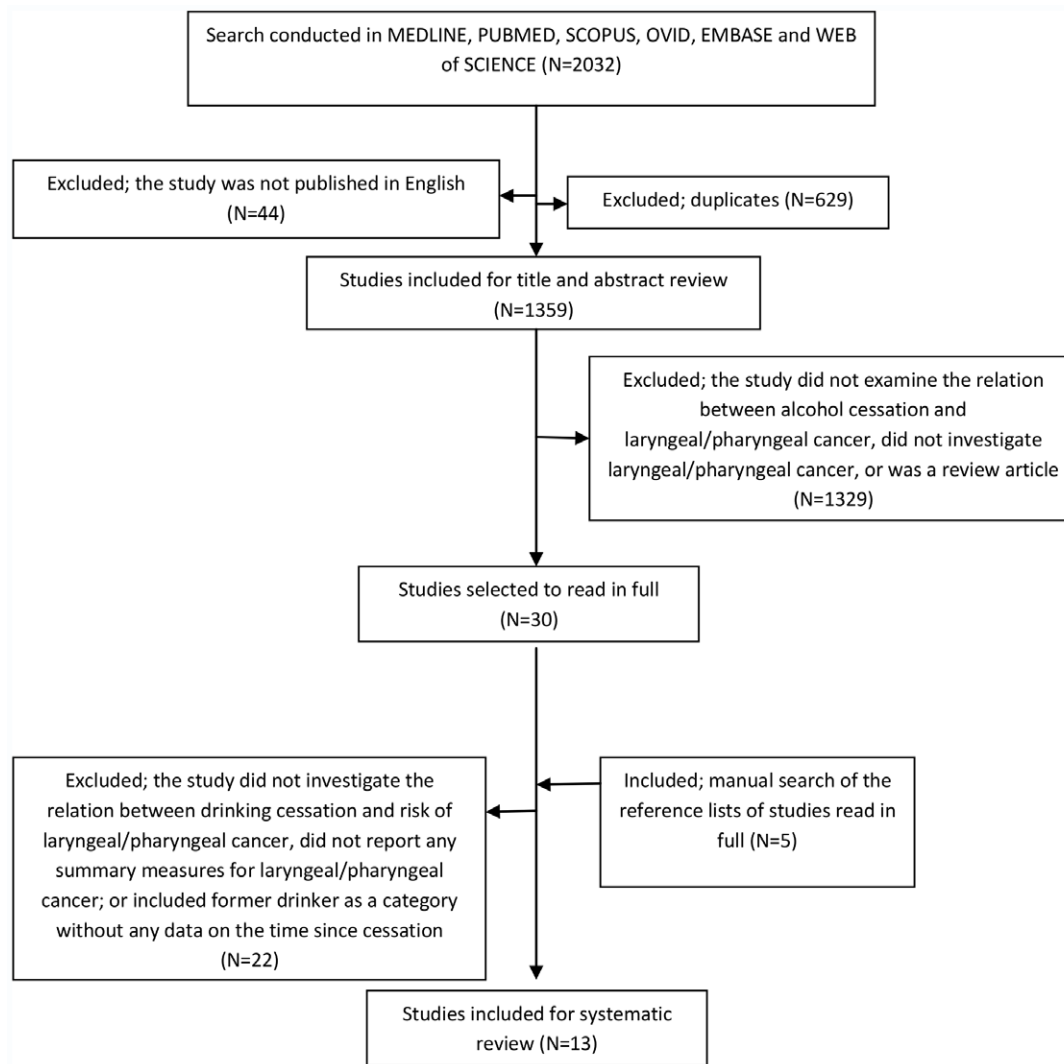 Search conducted in MEDLINE, PUBMED, SCOPUS, OVID, EMBASE and WEB
of SCIENCE (N=2032)
Excluded; the study was not published in English
(N=44)
Excluded; duplicates (N=629)
Studies included for title and abstract review
(N=1359)
Excluded; the study did not examine the relation
between alcohol cessation and
laryngeal/pharyngeal cancer, did not investigate
laryngeal/pharyngeal cancer, or was a review article
(N=1329)
Studies selected to read in full
(N=30)
Excluded; the study did not investigate the
relation between drinking cessation and risk of
laryngeal/pharyngeal cancer, did not report any
summary measures for laryngeal/pharyngeal
cancer; or included former drinker as a category
without any data on the time since cessation
(N=22)
Included; manual search of the
reference lists of studies read in
full (N=5)
Studies included for systematic
review (N=13)